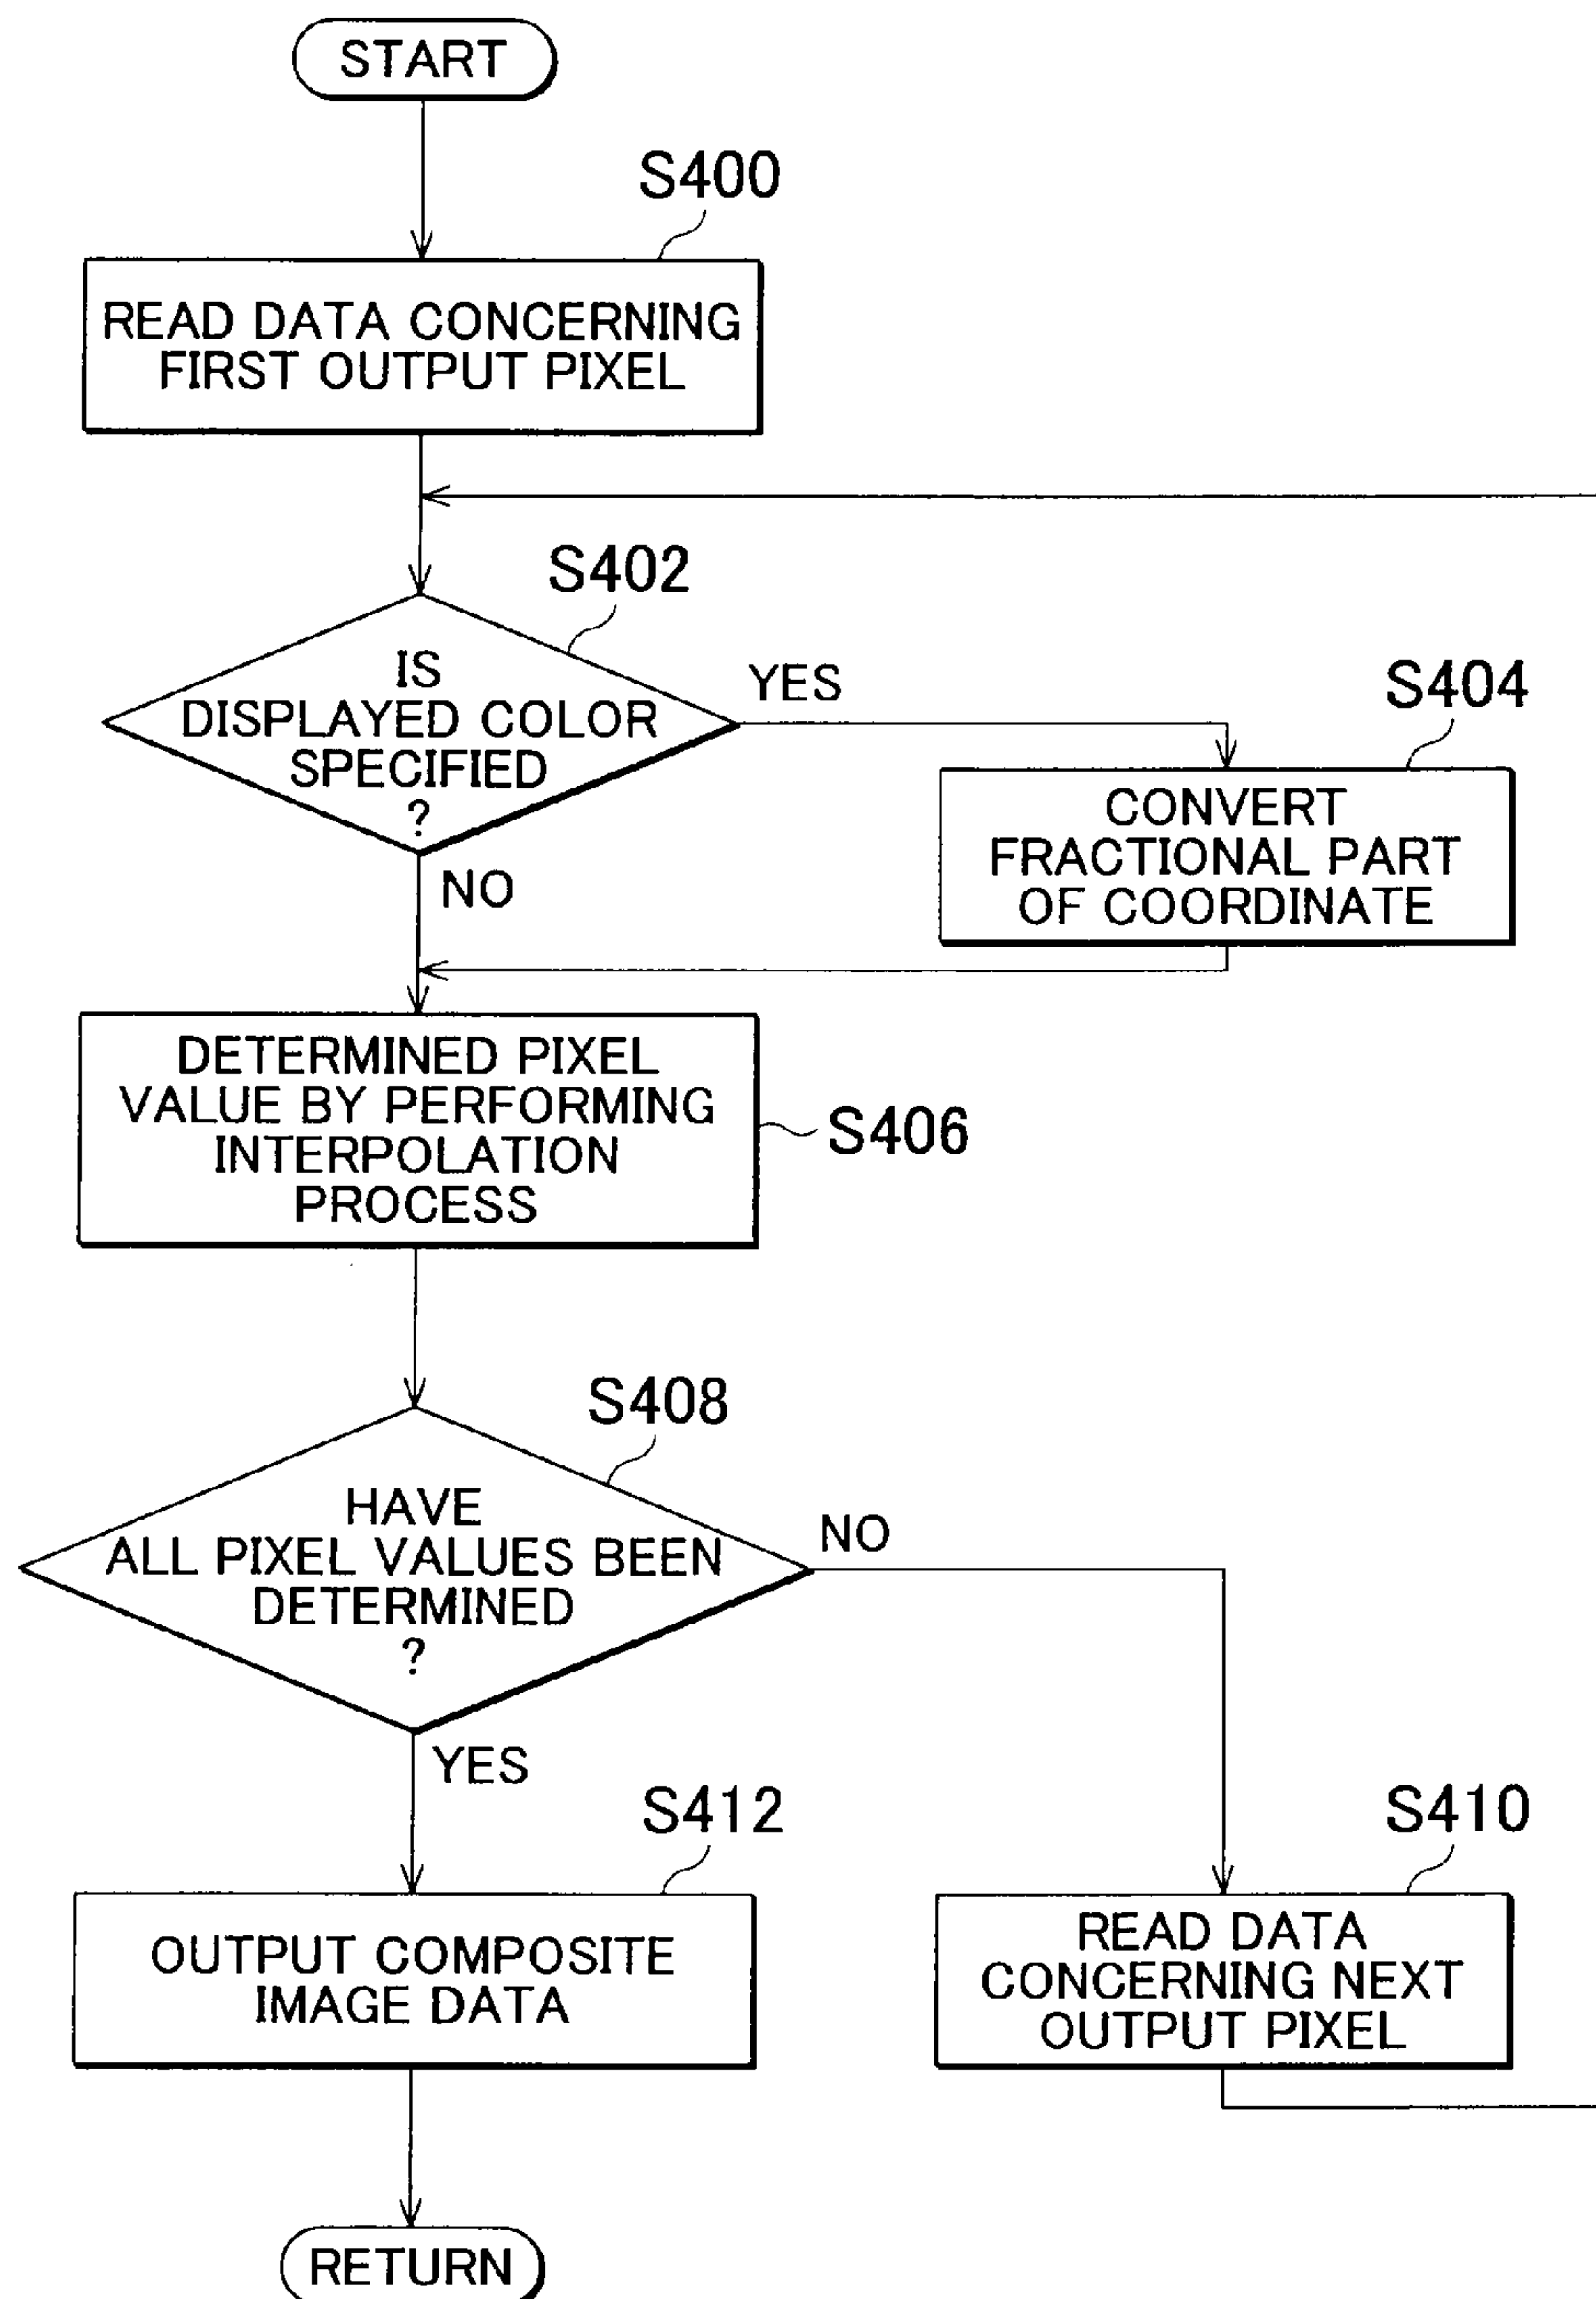 START
S400
READ DATA CONCERNING
FIRST OUTPUT PIXEL
S402
IS
DISPLAYED COLOR
SPECIFIED
?
YES
NO
S404
CONVERT
FRACTIONAL PART
OF COORDINATE
DETERMINED PIXEL
VALUE BY PERFORMING
INTERPOLATION
PROCESS
S406
S408
HAVE
ALL PIXEL VALUES BEEN
DETERMINED
?
NO
YES
S412
OUTPUT COMPOSITE
IMAGE DATA
S410
READ DATA
CONCERNING NEXT
OUTPUT PIXEL
RETURN